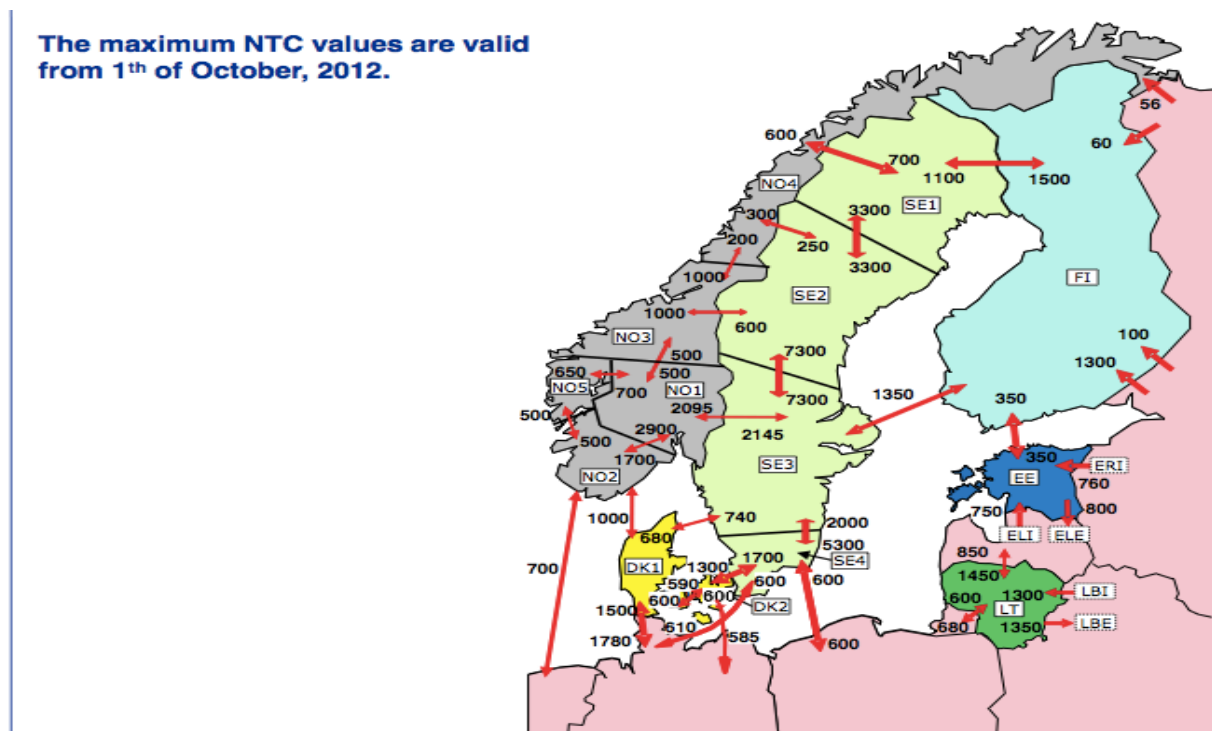 The maximum NTC values are valid
from 1th of October, 2012.
56
600
60
700
1100
1500
NO4
SE1
300
3300
200
250
3300
1000
FI
SE2
1000
600
NO3
100
500
7300
1300
650
500
NO5
NO1
700
7300
1350
350
500
2095
2900
2145
500
350
ERI
1700
SE3
EE
NO2
760
1000
740
2000
750
800
680
5300
ELI
ELE
SE4
850
1700
DK1
1300
700
590
600
600
1450
600
600
DK2
600
1300
LBI
1500
LT
610
680
1350
LBE
1780
585
600